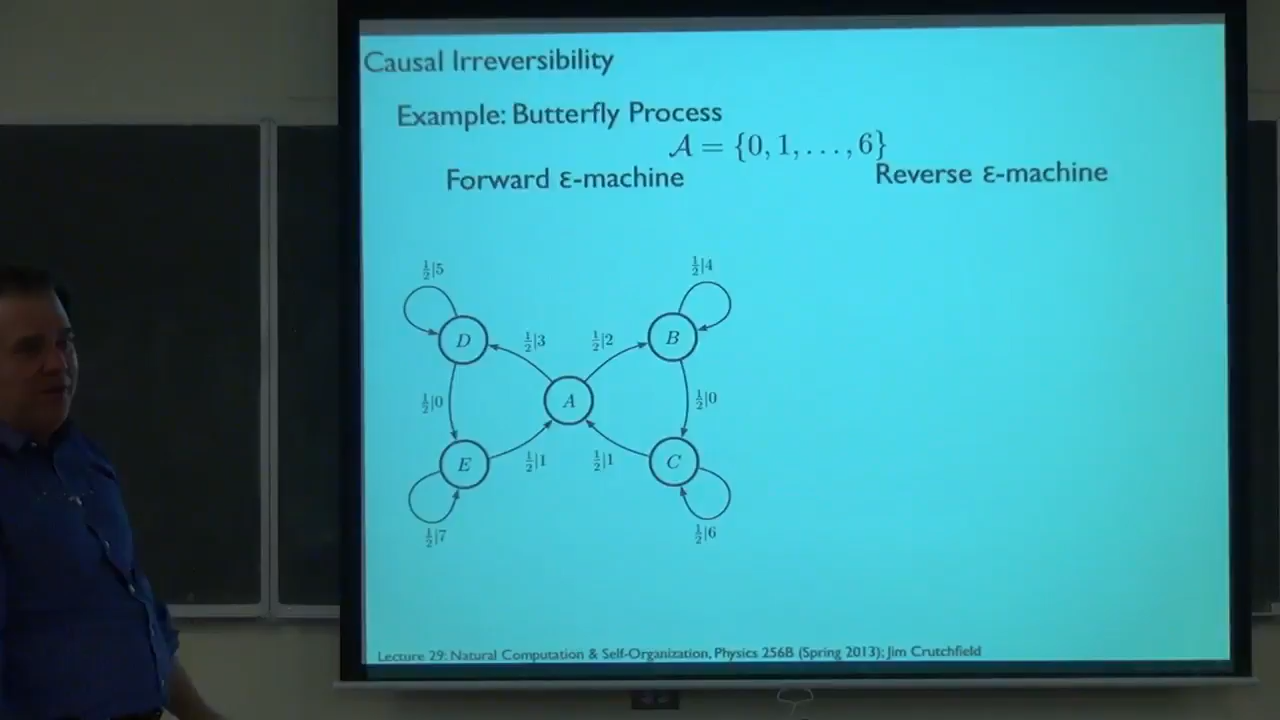 Causal Irreversibility
Example: Butterfly Process
𝒜 = {0, 1, . . . , 6}
Forward ε-machine
Reverse ε-machine
½|5
½|4
D
½|3
½|2
B
½|0
A
½|0
E
½|1
½|1
C
½|7
½|6
Lecture 29: Natural Computation & Self-Organization, Physics 256B (Spring 2013); Jim Crutchfield